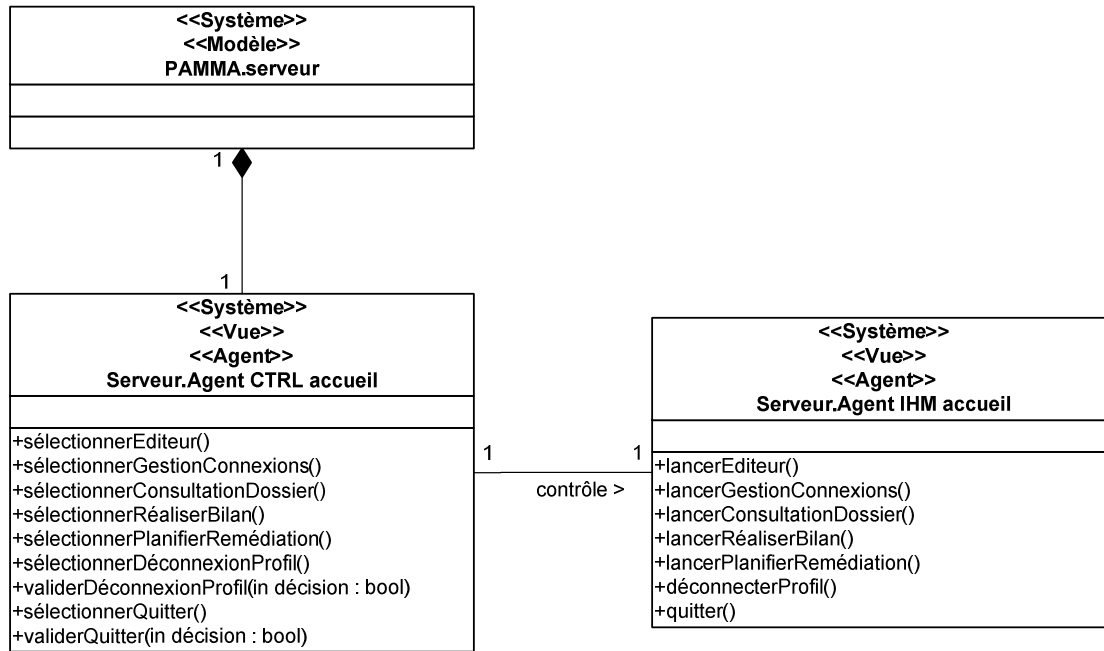 <<Système>>
<<Modèle>>
PAMMA.serveur
1
1
<<Système>>
<<Vue>>
<<Agent>>
Serveur.Agent CTRL accueil
+sélectionnerEditeur()
+sélectionnerGestionConnexions()
+sélectionnerConsultationDossier()
+sélectionnerRéaliserBilan()
+sélectionnerPlanifierRemédiation()
+sélectionnerDéconnexionProfil()
+validerDéconnexionProfil(in décision : bool)
+sélectionnerQuitter()
+validerQuitter(in décision : bool)
1
1
contrôle >
<<Système>>
<<Vue>>
<<Agent>>
Serveur.Agent IHM accueil
+lancerEditeur()
+lancerGestionConnexions()
+lancerConsultationDossier()
+lancerRéaliserBilan()
+lancerPlanifierRemédiation()
+déconnecterProfil()
+quitter()